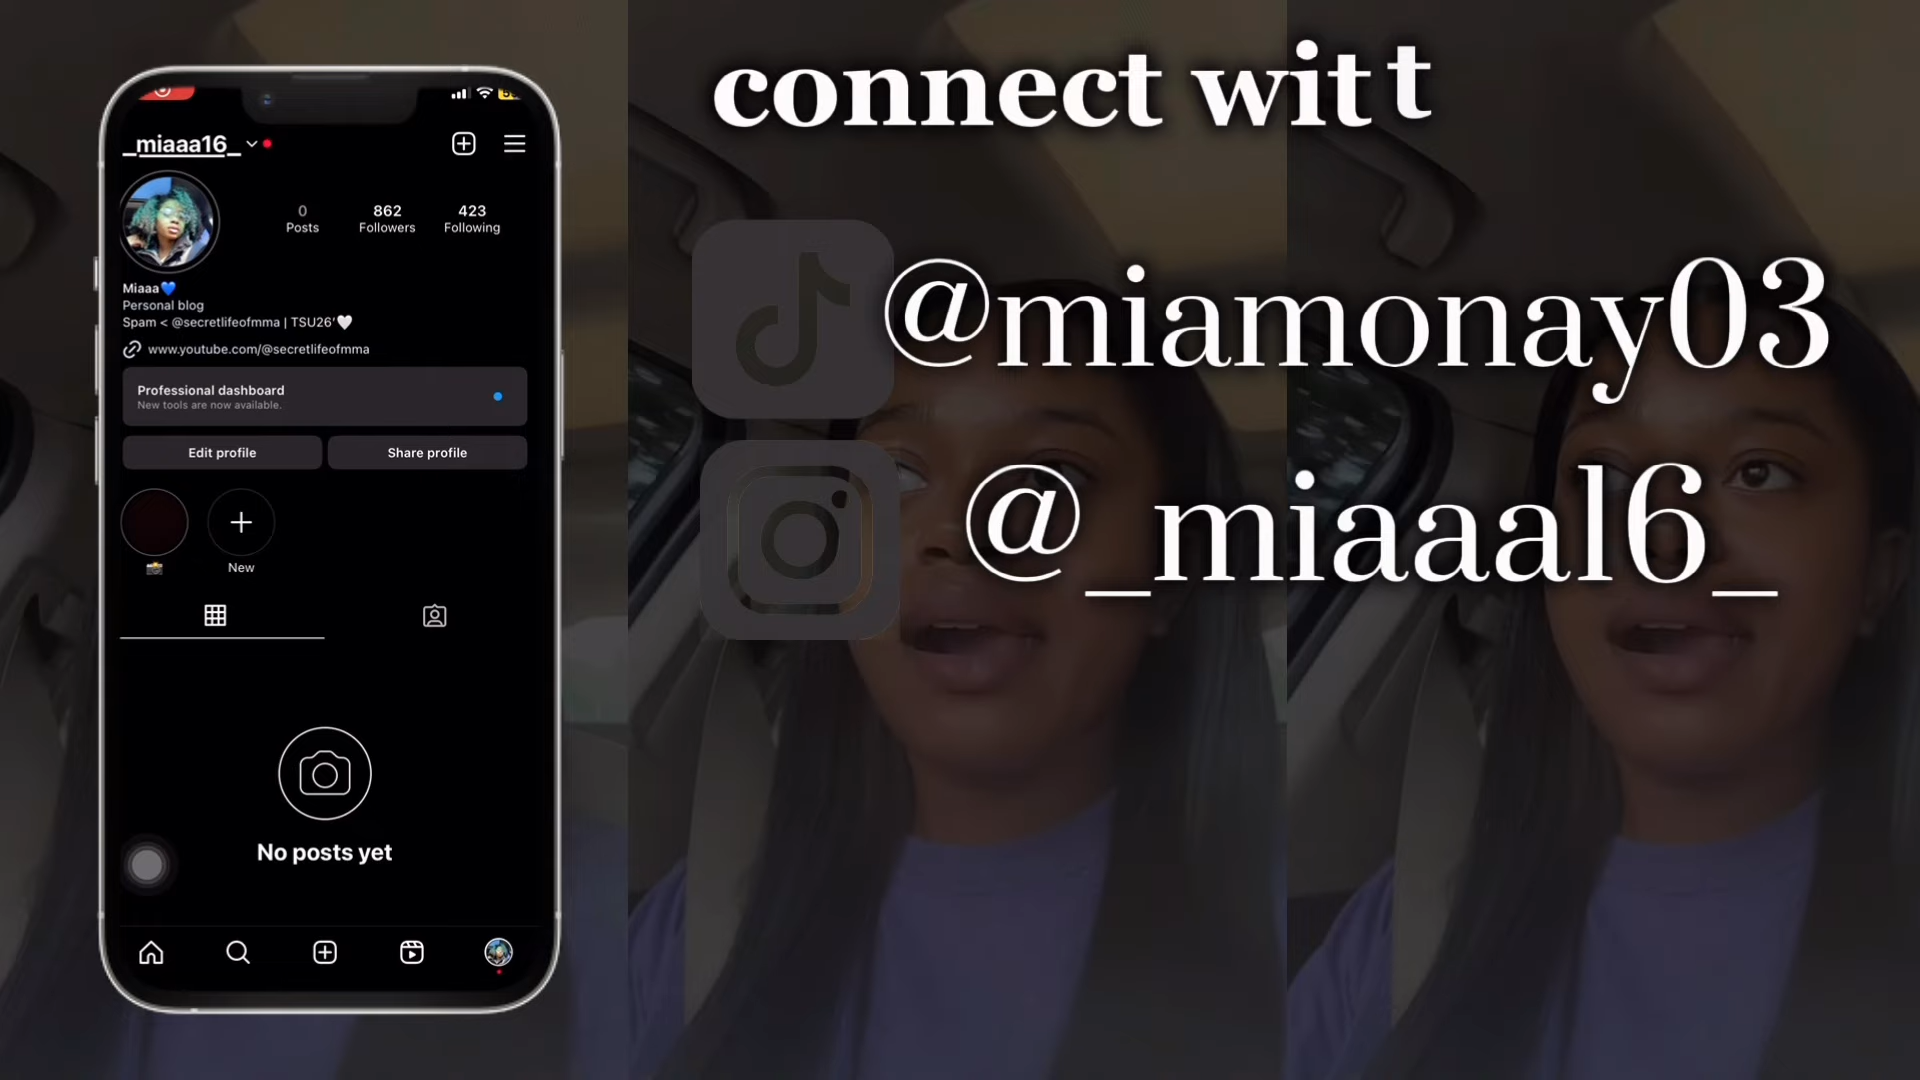 connect wit t
@miamonay03
@_miaaa16_
_miaaa16_
0
Posts
862
Followers
423
Following
Miaaa💙
Personal blog
Spam < @secretlifeofmma | TSU26’🤍
www.youtube.com/@secretlifeofmma
Professional dashboard
New tools are now available.
Edit profile
Share profile
New
No posts yet